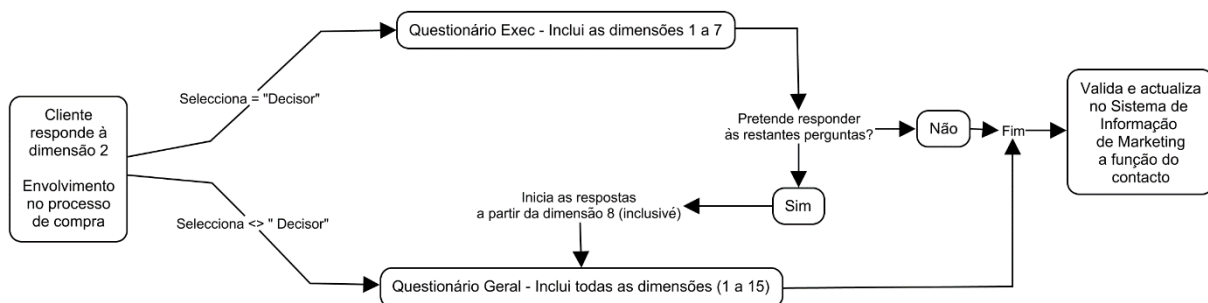 Cliente
responde à
dimensão 2
Envolvimento
no processo
de compra
Selecciona = "Decisor"
Questionário Exec - Inclui as dimensões 1 a 7
Pretende responder
às restantes perguntas?
Não
Fim
Valida e actualiza
no Sistema de
Informação
de Marketing
a função do
contacto
Sim
Inicia as respostas
a partir da dimensão 8 (inclusivé)
Selecciona <> " Decisor"
Questionário Geral - Inclui todas as dimensões (1 a 15)